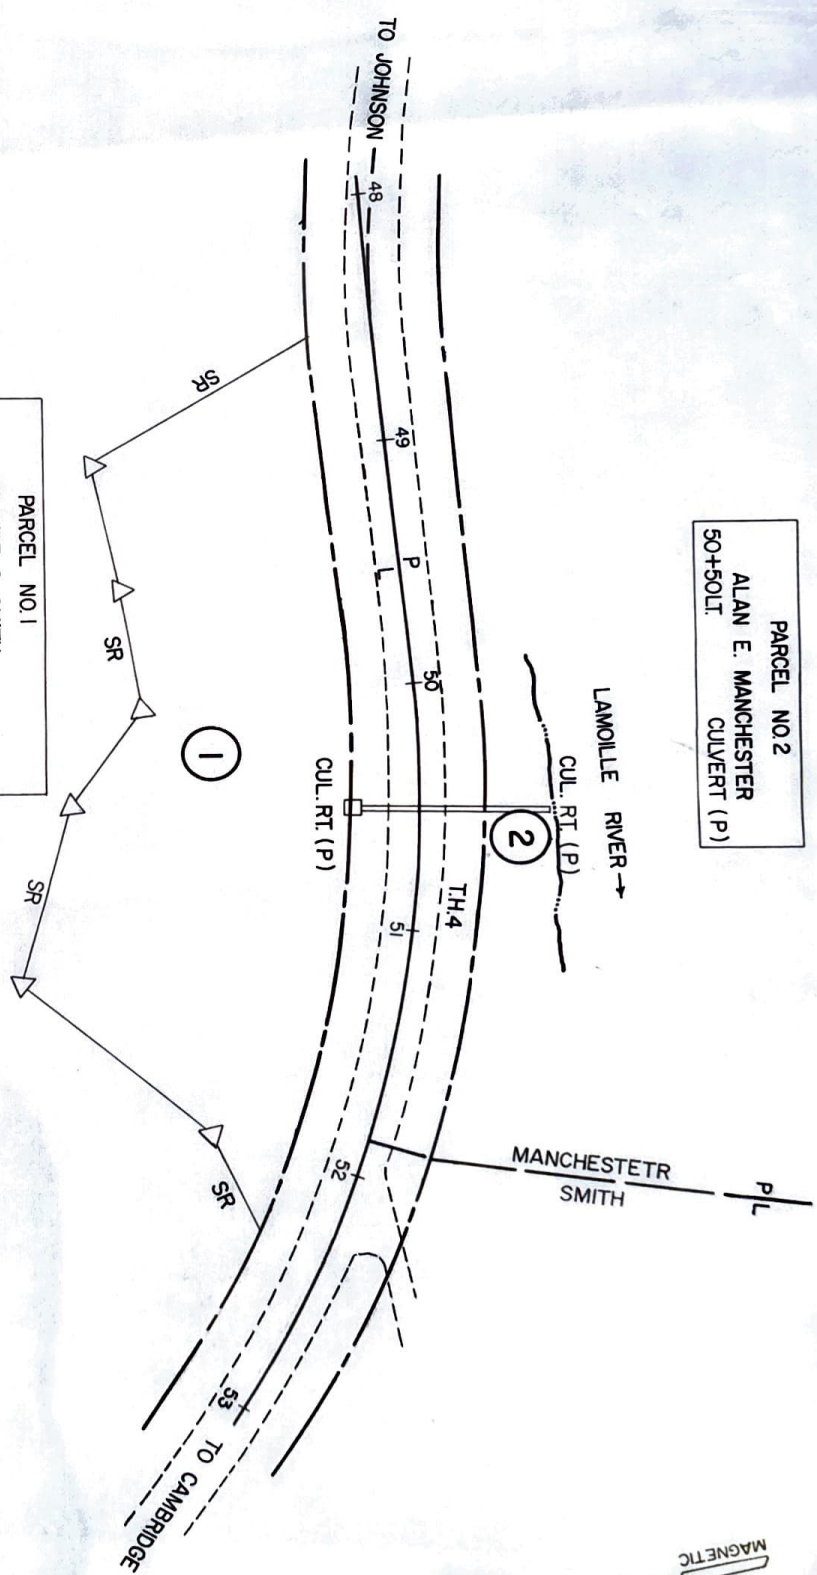 PARCEL NO.2
ALAN E. MANCHESTER
50+50LT. CULVERT (P)
LAMOILLE RIVER →
CUL. RT. (P)
2
T.H.4
MANCHESTETR
SMITH
P L
TO JOHNSON
48
49
P L
50
51
52
53
TO CAMBRIDGE
CUL. RT. (P)
1
SR
SR
SR
SR
PARCEL NO.1
MAGNETIC